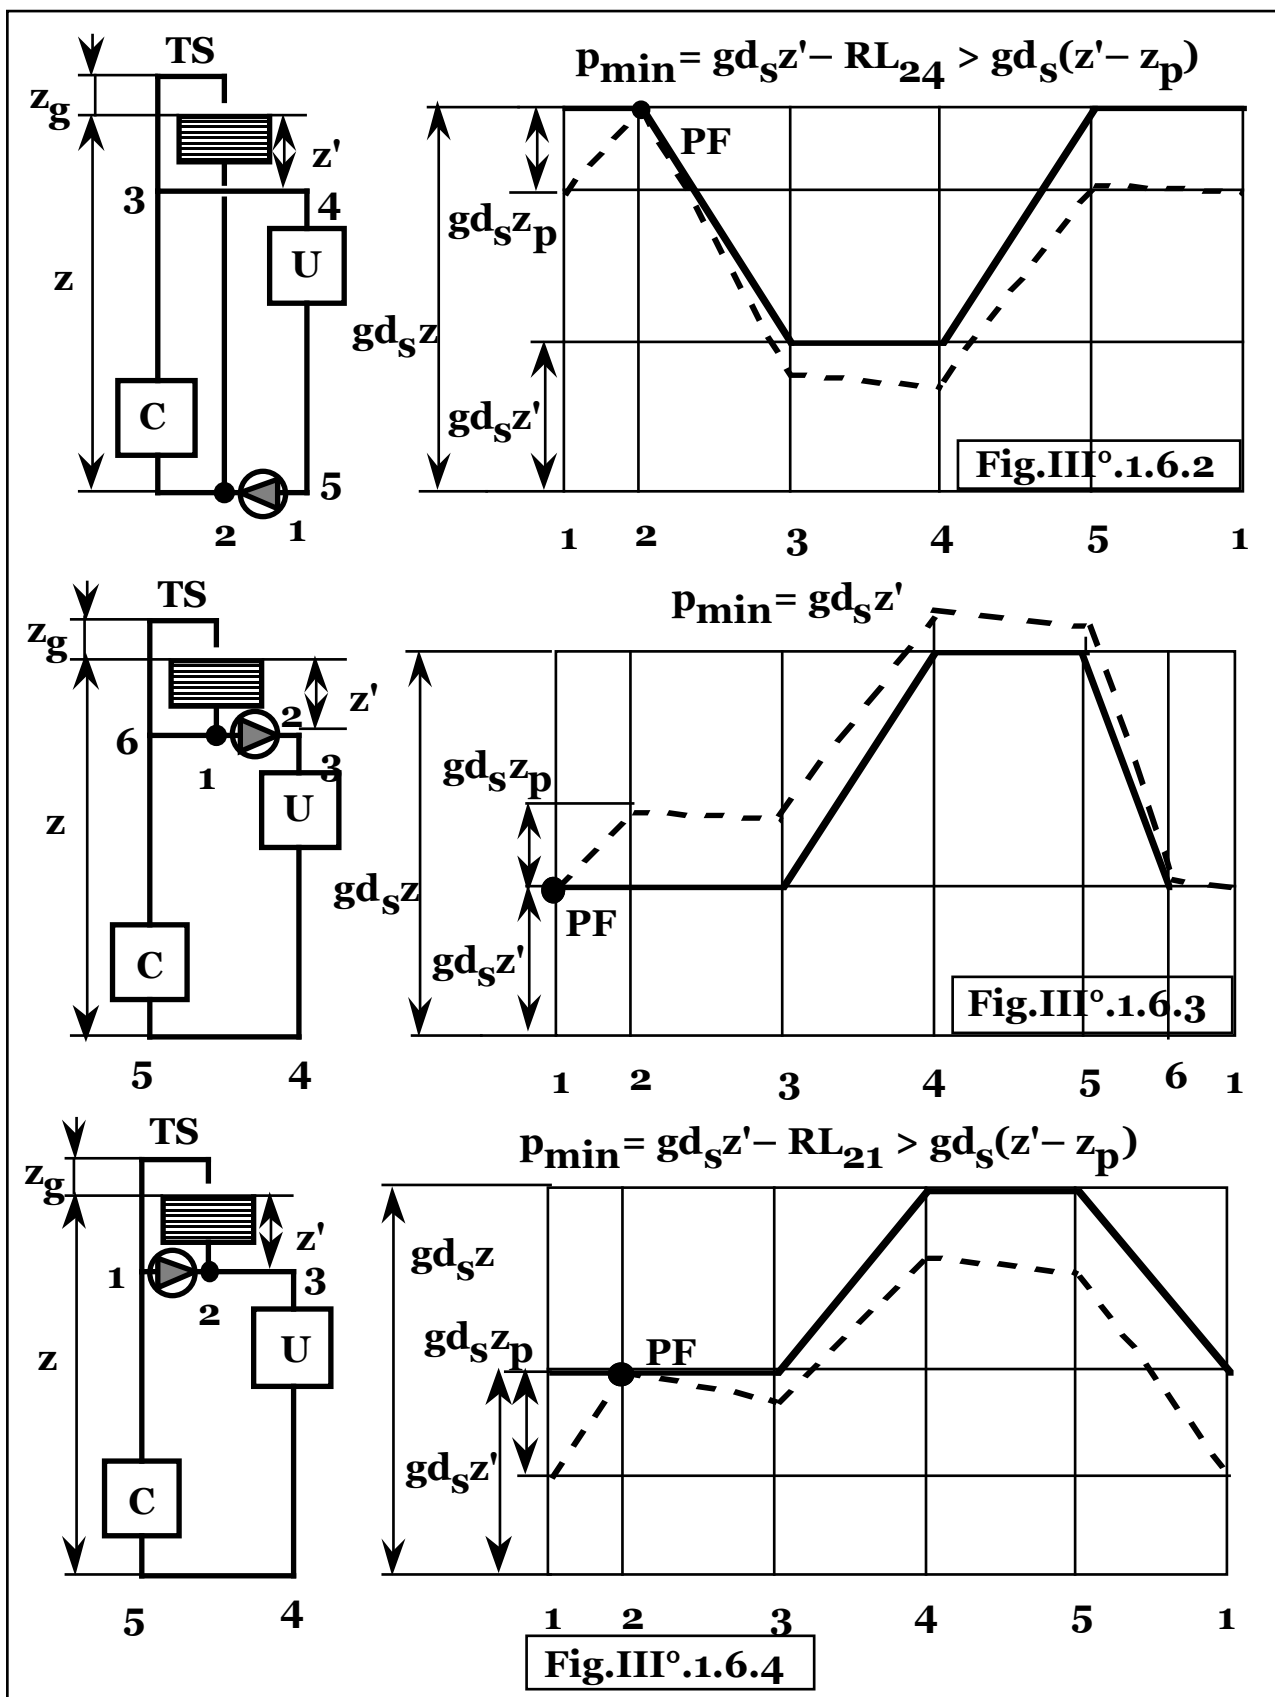 TS
p_min = gd_s z' – RL_24 > gd_s(z' – z_p)
z_g
z'
PF
3
4
gd_s z_p
U
z
gd_s z
C
gd_s z'
5
Fig.III°.1.6.2
2
1
1
2
3
4
5
1
TS
p_min = gd_s z'
z_g
z'
2
6
1
3
gd_s z_p
U
z
gd_s z
PF
C
gd_s z'
Fig.III°.1.6.3
5
4
1
2
3
4
5
6
1
TS
p_min = gd_s z' – RL_21 > gd_s(z' – z_p)
z_g
z'
gd_s z
1
3
2
gd_s z_p
PF
z
U
gd_s z'
C
5
4
1
2
3
4
5
1
Fig.III°.1.6.4